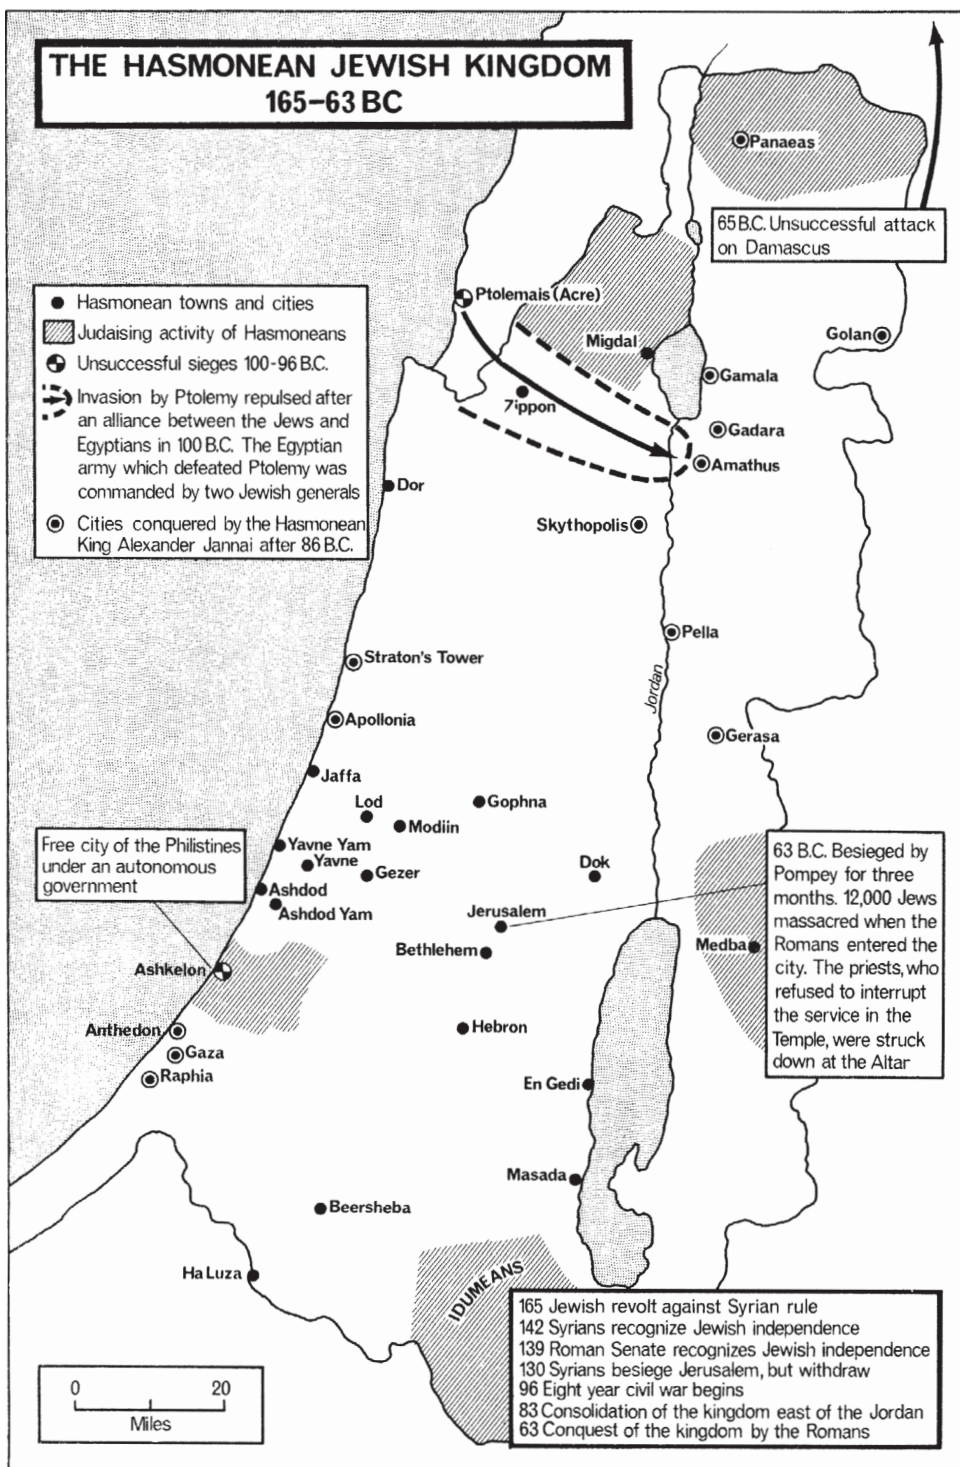 THE HASMONEAN JEWISH KINGDOM
165–63 BC
Panaeas
65 B.C. Unsuccessful attack
on Damascus
Hasmonean towns and cities
Judaising activity of Hasmoneans
Unsuccessful sieges 100-96 B.C.
Invasion by Ptolemy repulsed after
an alliance between the Jews and
Egyptians in 100 B.C. The Egyptian
army which defeated Ptolemy was
commanded by two Jewish generals
Cities conquered by the Hasmonean
King Alexander Jannai after 86 B.C.
Ptolemais (Acre)
Golan
Migdal
Gamala
7ippon
Gadara
Amathus
Dor
Skythopolis
Pella
Straton's Tower
Jordan
Apollonia
Gerasa
Jaffa
Lod
Gophna
Modiin
Free city of the Philistines
under an autonomous
government
Yavne Yam
Yavne
Gezer
Dok
Ashdod
Ashdod Yam
Jerusalem
Bethlehem
63 B.C. Besieged by
Pompey for three
months. 12,000 Jews
massacred when the
Romans entered the
city. The priests, who
refused to interrupt
the service in the
Temple, were struck
down at the Altar
Medba
Ashkelon
Anthedon
Gaza
Raphia
Hebron
En Gedi
Masada
Beersheba
Ha Luza
IDUMEANS
165 Jewish revolt against Syrian rule
142 Syrians recognize Jewish independence
139 Roman Senate recognizes Jewish independence
130 Syrians besiege Jerusalem, but withdraw
96 Eight year civil war begins
83 Consolidation of the kingdom east of the Jordan
63 Conquest of the kingdom by the Romans
0 20
Miles